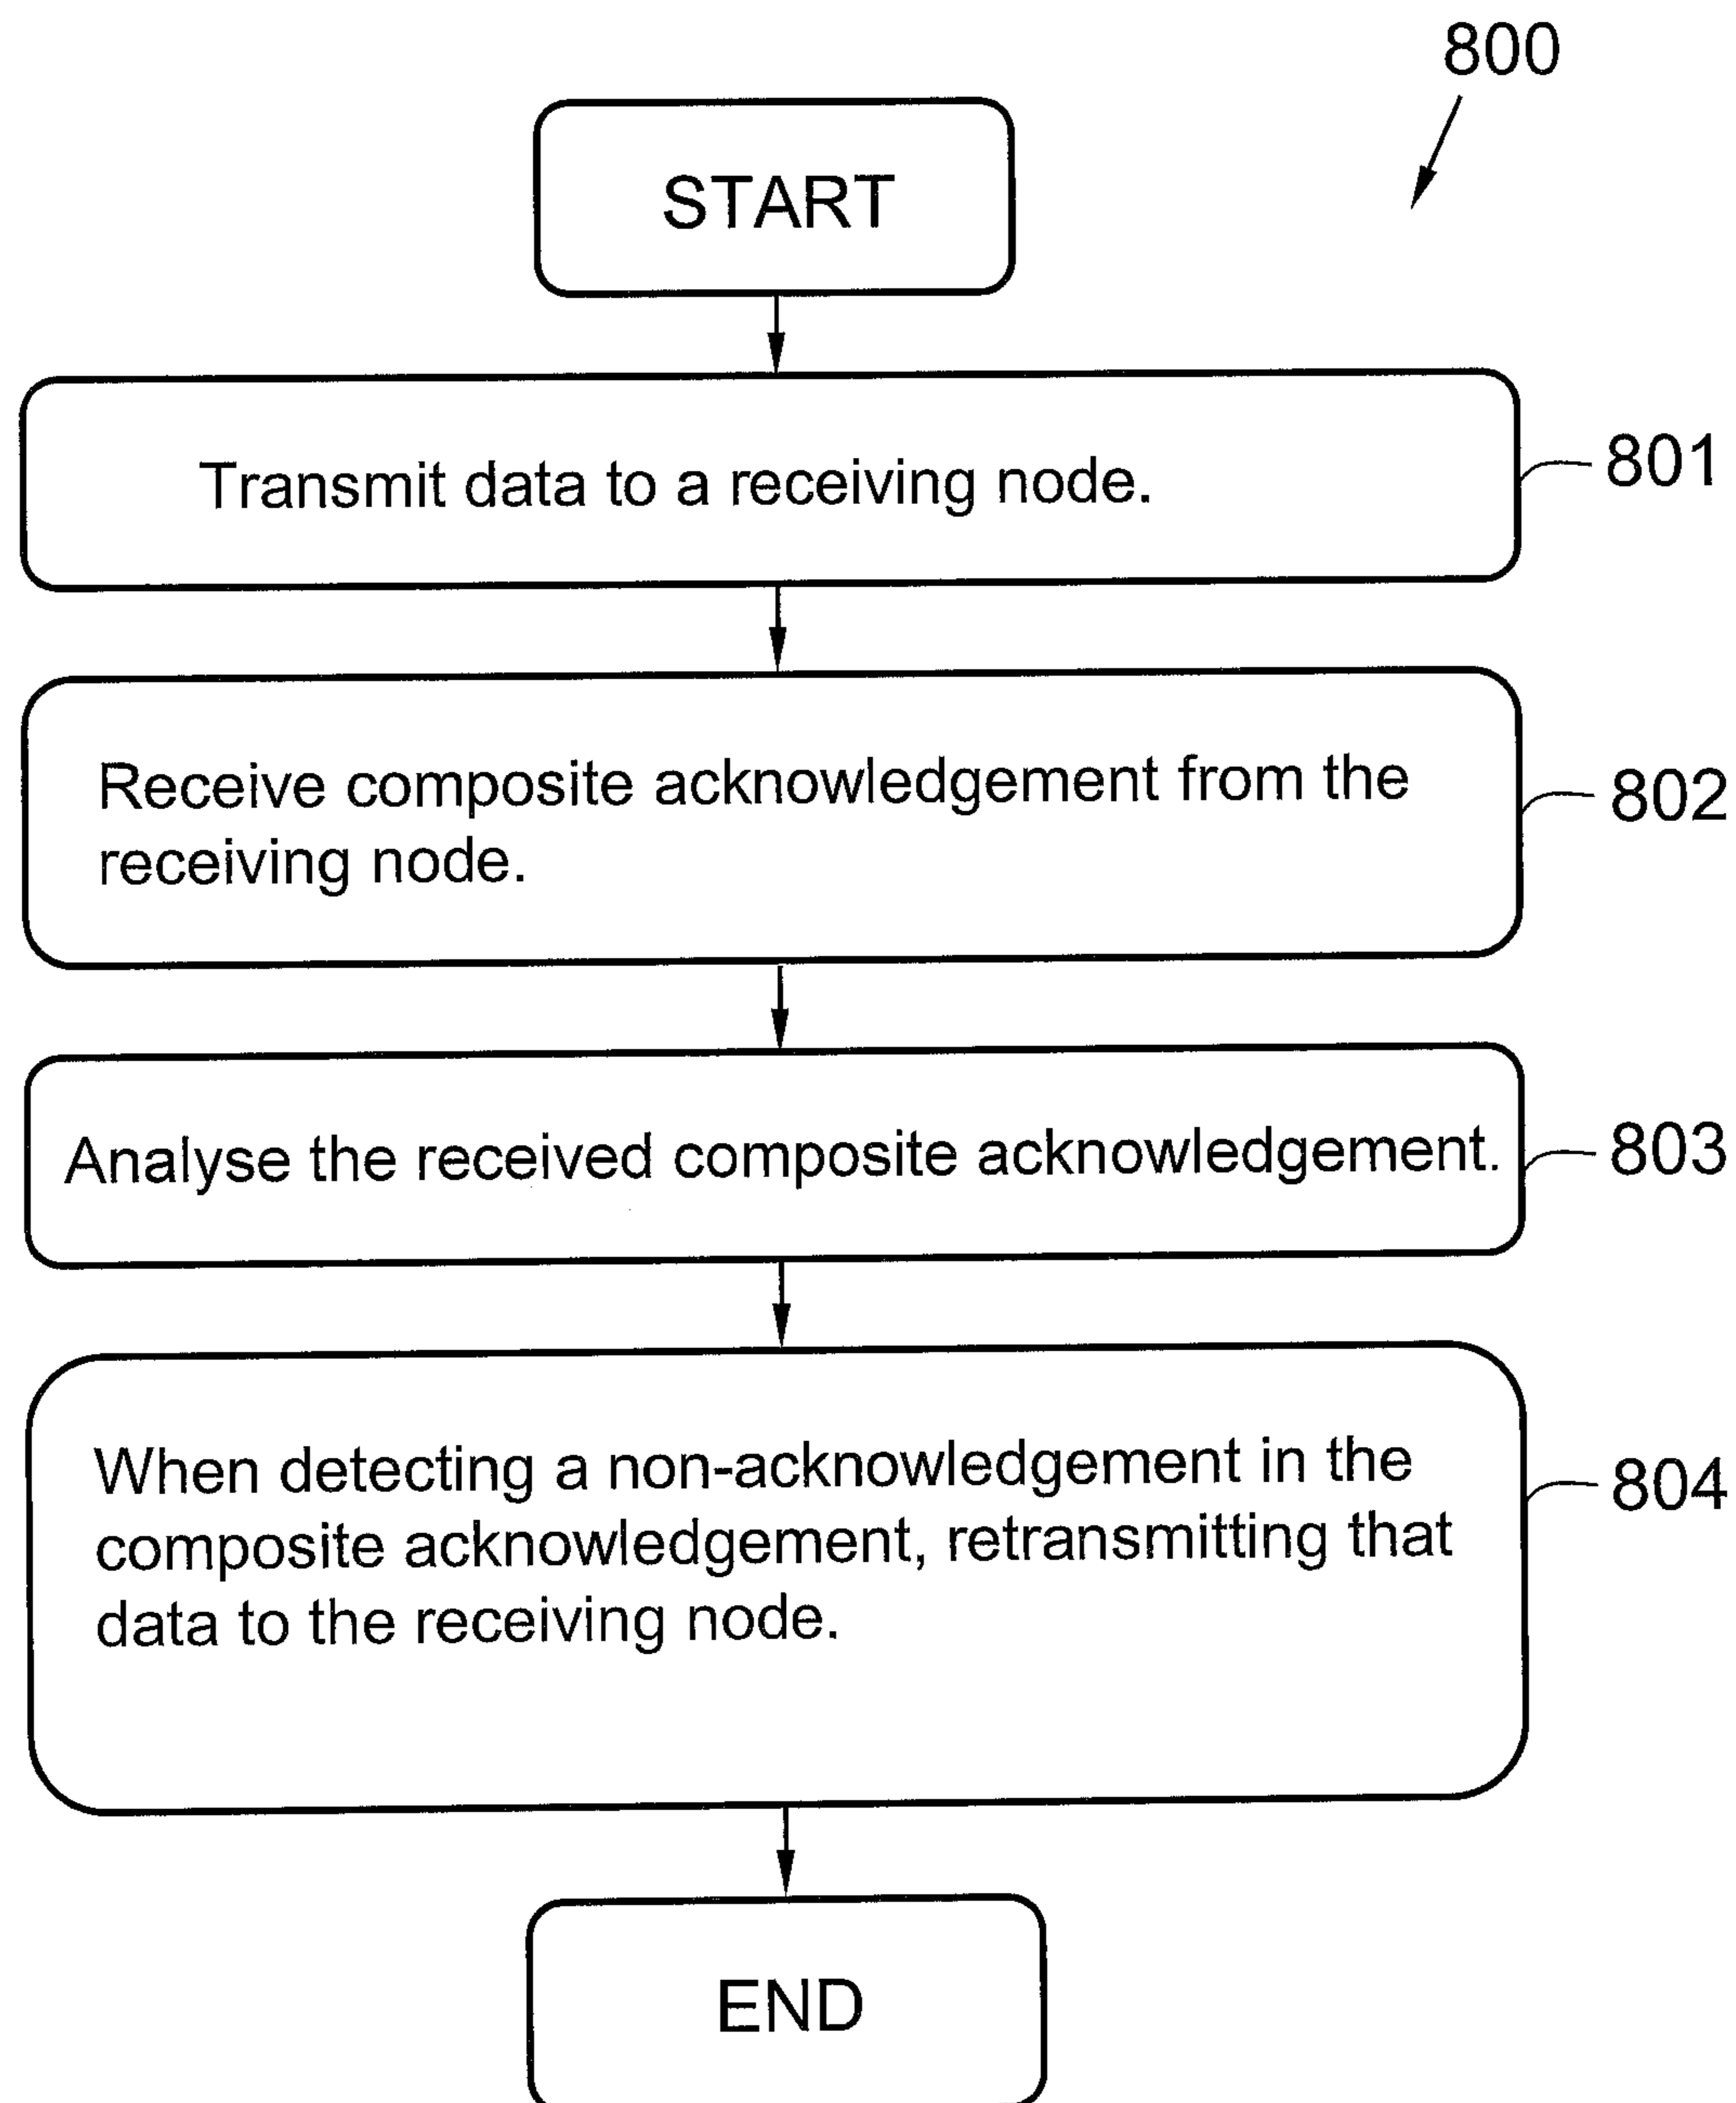 800
START
Transmit data to a receiving node.
801
Receive composite acknowledgement from the
receiving node.
802
Analyse the received composite acknowledgement.
803
When detecting a non-acknowledgement in the
composite acknowledgement, retransmitting that
data to the receiving node.
804
END